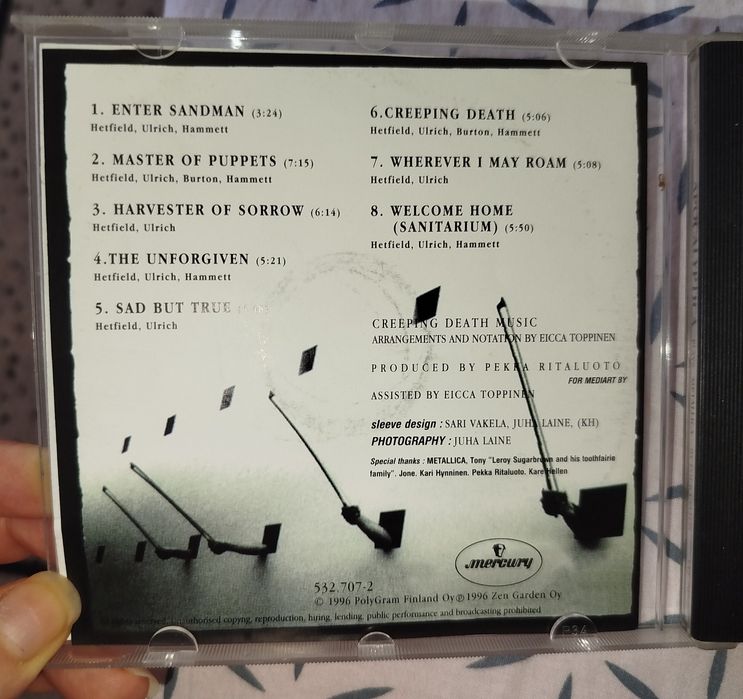 1. ENTER SANDMAN (3:24)
Hetfield, Ulrich, Hammett
2. MASTER OF PUPPETS (7:15)
Hetfield, Ulrich, Burton, Hammett
3. HARVESTER OF SORROW (6:14)
Hetfield, Ulrich
4.THE UNFORGIVEN (5:21)
Hetfield, Ulrich, Hammett
5. SAD BUT TRUE
Hetfield, Ulrich
6.CREEPING DEATH (5:06)
Hetfield, Ulrich, Burton, Hammett
7. WHEREVER I MAY ROAM (5:08)
Hetfield, Ulrich
8. WELCOME HOME
(SANITARIUM) (5:50)
Hetfield, Ulrich, Hammett
CREEPING DEATH MUSIC
ARRANGEMENTS AND NOTATION BY EICCA TOPPINEN
PRODUCED BY PEKKA RITALUOTO
FOR MEDIART BY
ASSISTED BY EICCA TOPPINEN
sleeve design : SARI VAKELA, JUHA LAINE, (KH)
PHOTOGRAPHY : JUHA LAINE
Special thanks : METALLICA, Tony "Leroy Sugarbrown and his toothfairie
family". Jone. Kari Hynninen. Pekka Ritaluoto. Kare Hellen
mercury
532.707-2
© 1996 PolyGram Finland Oy ℗ 1996 Zen Garden Oy
rights reserved. Unauthorised copyng, reproduction, hiring, lending, public performance and broadcasting prohibited